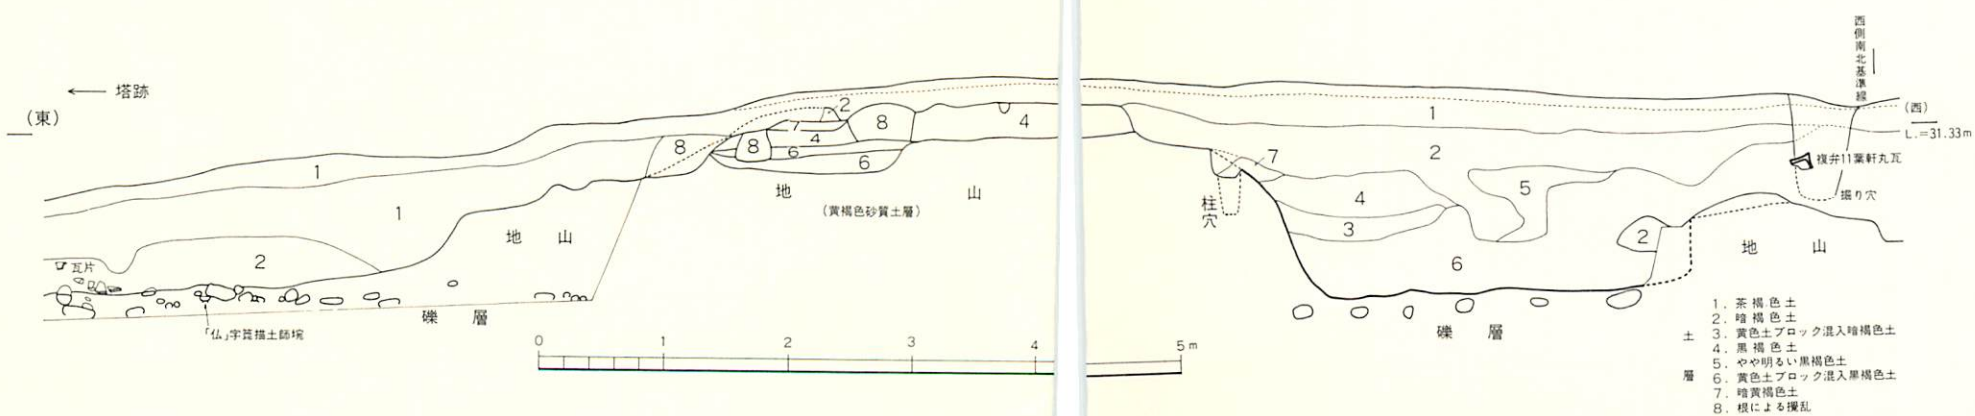 (東)
← 塔跡
1
1
2
瓦片
「仏」字箆描土師埦
礫層
地山
8
8
7
2
4
6
8
6
4
地山
(黄褐色砂質土層)
0 1 2 3 4 5m
柱穴
7
1
2
4
3
5
6
2
礫層
地山
西側南北基準線
(西)
L.=31.33m
複弁11葉軒丸瓦
掘り穴
土層
1. 茶褐色土
2. 暗褐色土
3. 黄色土ブロック混入暗褐色土
4. 黒褐色土
5. やや明るい黒褐色土
6. 黄色土ブロック混入黒褐色土
7. 暗黄褐色土
8. 根による攪乱